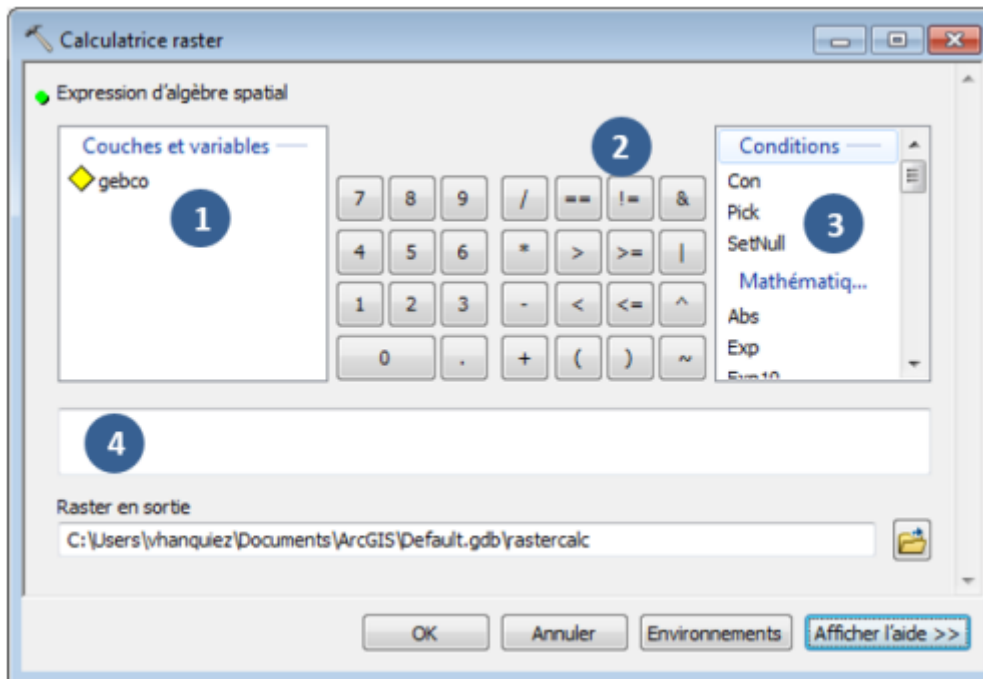 Calculatrice raster
Expression d'algèbre spatial
Couches et variables
gebco
1
2
7 8 9 / == != &
4 5 6 * > >= |
1 2 3 - < <= ^
0 . + ( ) ~
Conditions
Con
Pick
SetNull
3
Mathématiq...
Abs
Exp
Exp10
4
Raster en sortie
C:\Users\vhanquiez\Documents\ArcGIS\Default.gdb\rastercalc
OK Annuler Environnements Afficher l'aide >>